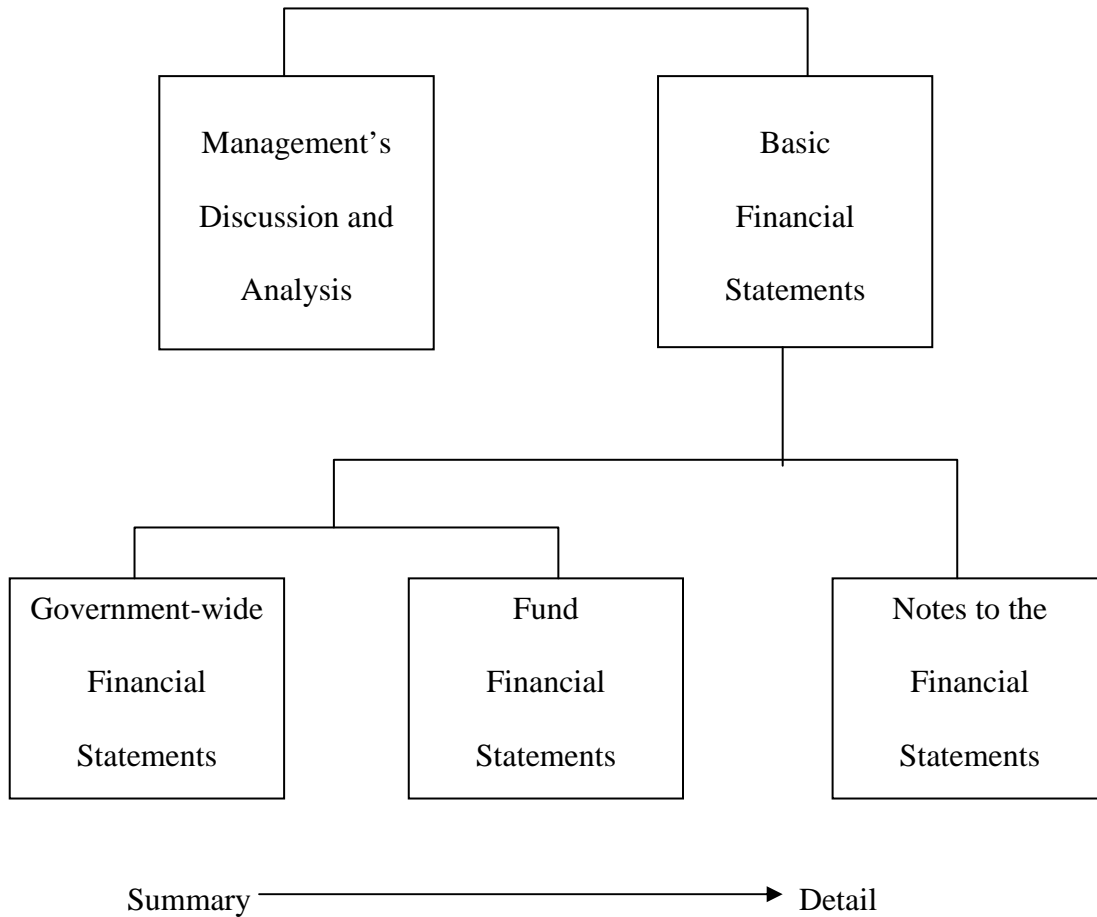 Management’s
Discussion and
Analysis
Basic
Financial
Statements
Government-wide
Financial
Statements
Fund
Financial
Statements
Notes to the
Financial
Statements
Summary
Detail